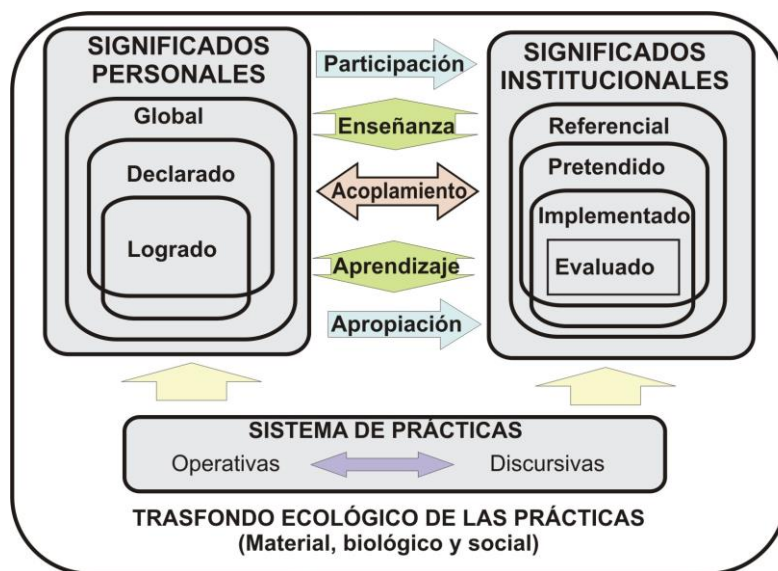 SIGNIFICADOS
PERSONALES
Global
Declarado
Logrado
Participación
Enseñanza
Acoplamiento
Aprendizaje
Apropiación
SIGNIFICADOS
INSTITUCIONALES
Referencial
Pretendido
Implementado
Evaluado
SISTEMA DE PRÁCTICAS
Operativas
Discursivas
TRASFONDO ECOLÓGICO DE LAS PRÁCTICAS
(Material, biológico y social)